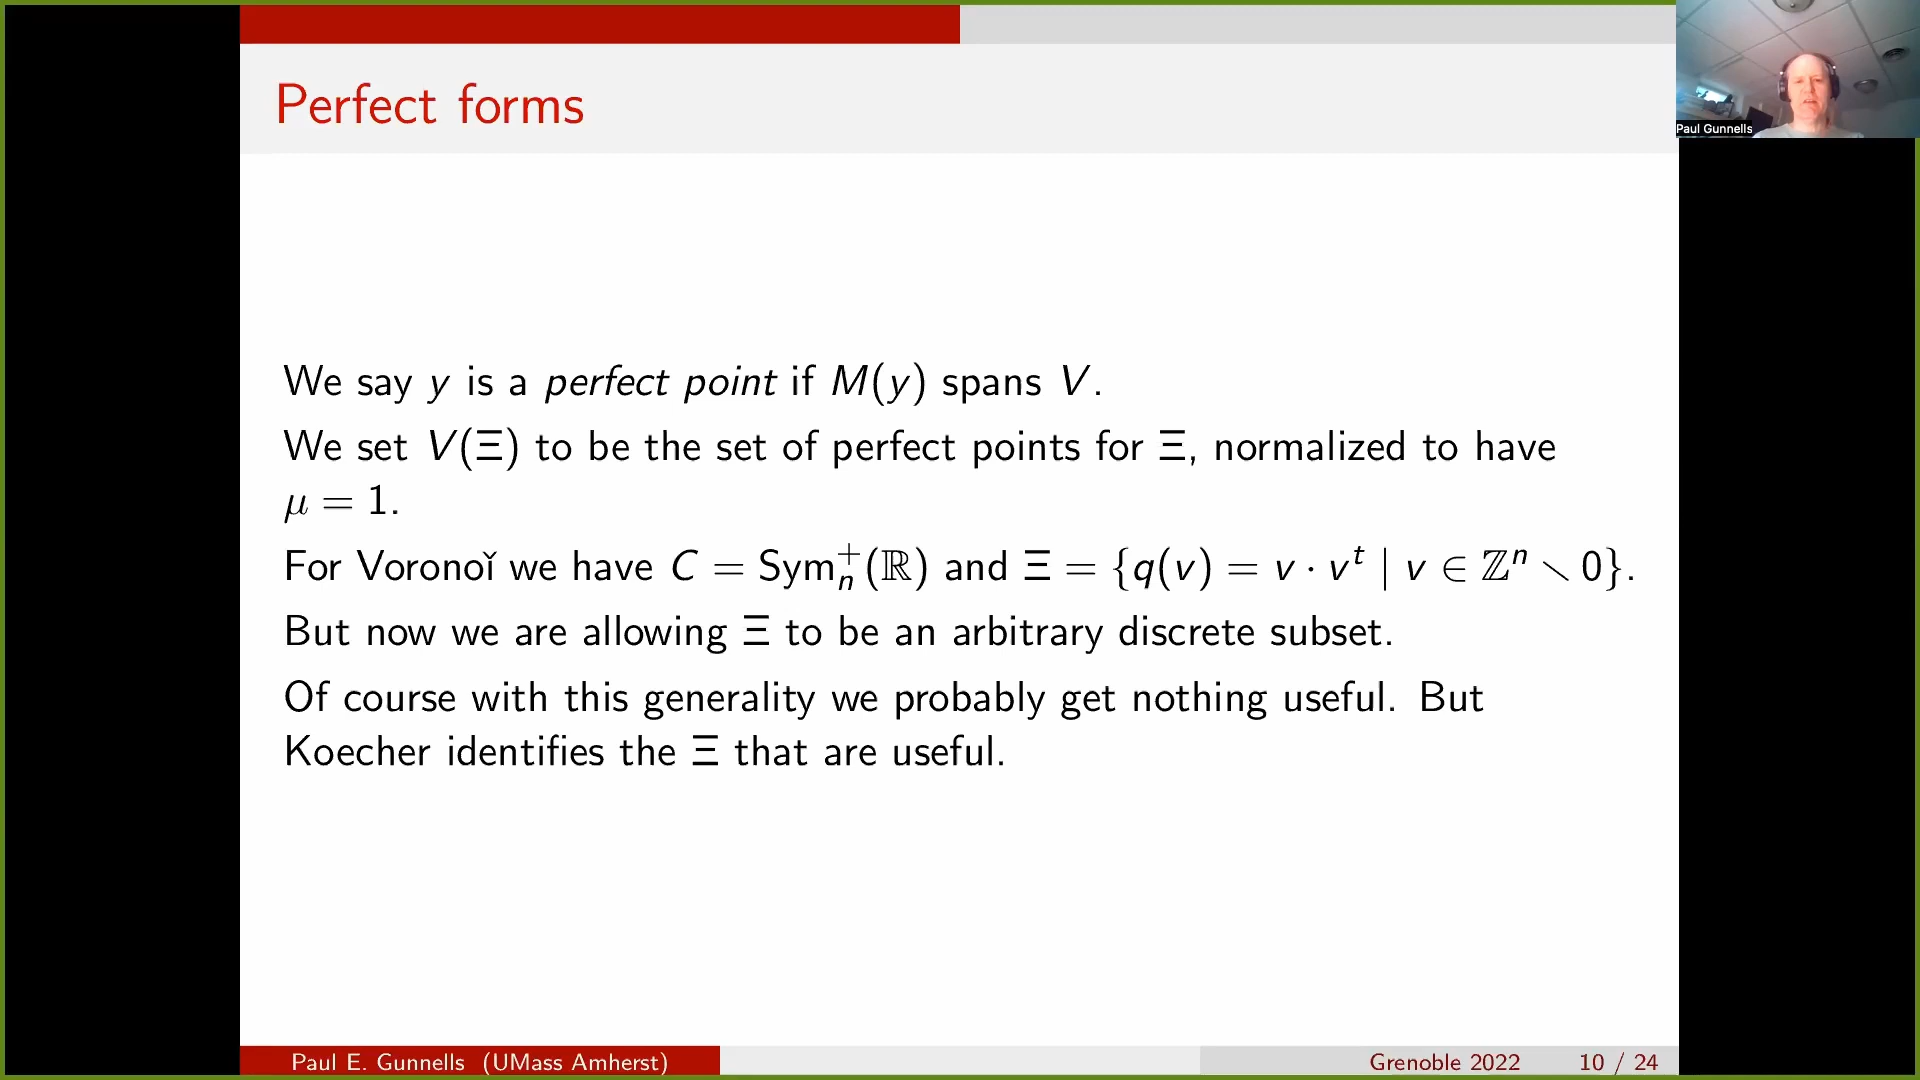 Perfect forms
Paul Gunnells
We say y is a perfect point if M(y) spans V.
We set V(Ξ) to be the set of perfect points for Ξ, normalized to have
μ = 1.
For Voronoǐ we have C = Sym⁺ₙ(ℝ) and Ξ = {q(v) = v · vᵗ | v ∈ ℤⁿ ∖ 0}.
But now we are allowing Ξ to be an arbitrary discrete subset.
Of course with this generality we probably get nothing useful. But
Koecher identifies the Ξ that are useful.
Paul E. Gunnells (UMass Amherst) Grenoble 2022 10 / 24